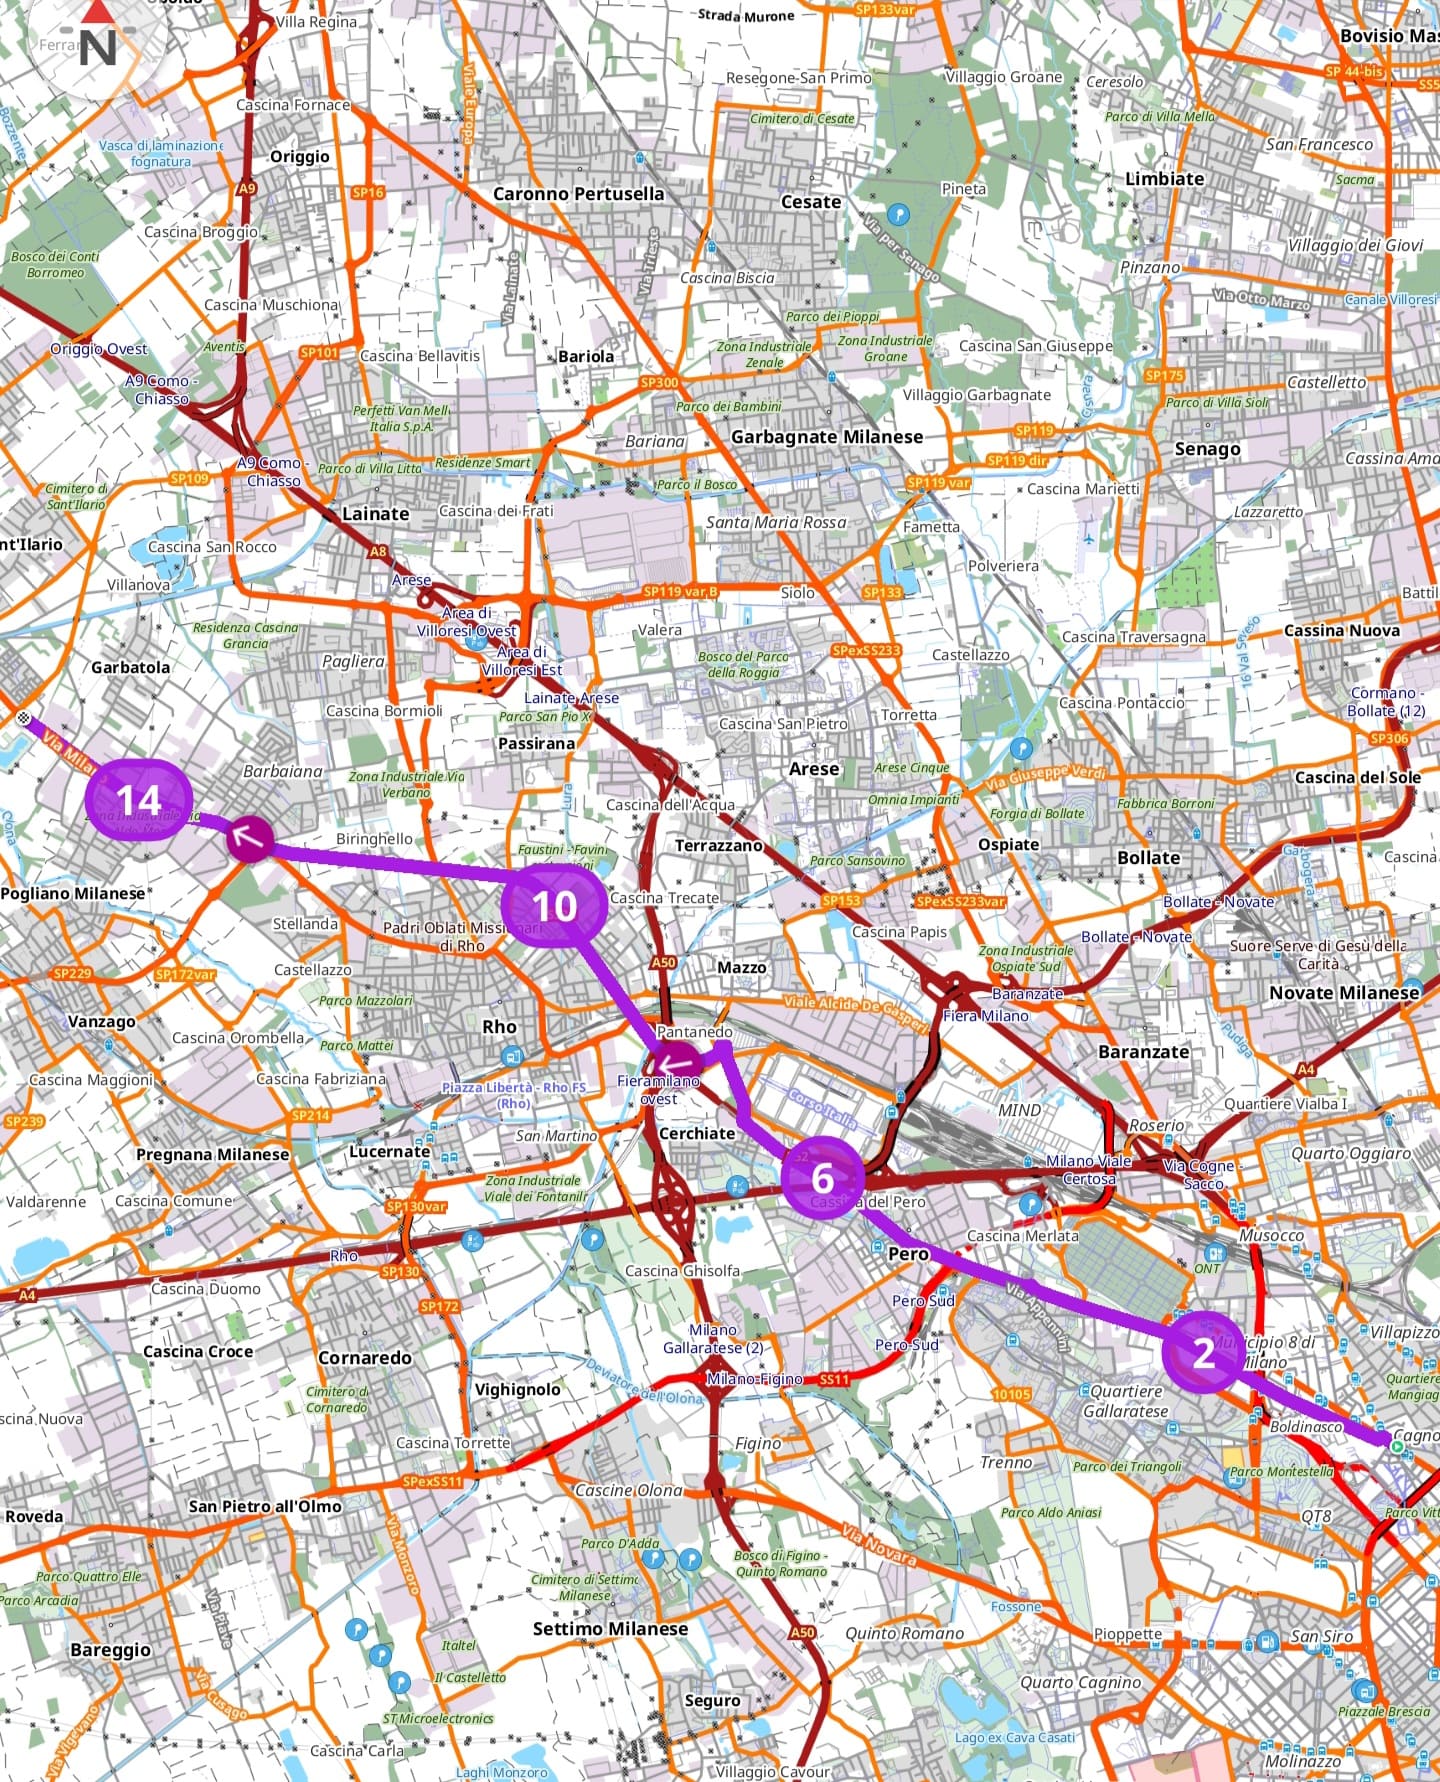 Villa Regina
Strada Murone
SP133var
Bovisio Mas
N
Resegone-San Primo
Villaggio Groane
Ceresolo
SP 44-bis
Viale Europa
Cascina Fornace
Cimitero di Cesate
Parco di Villa Mella
Bozzente
Vasca di laminazione
fognatura
Origgio
San Francesco
A9
SP16
Caronno Pertusella
Cesate
Pineta
Limbiate
Sacma
Cascina Broggio
Via per Senago
Villaggio dei Giovi
Bosco dei Conti
Borromeo
Via Lainate
Via Trieste
Cascina Biscia
Pinzano
Via Otto Marzo
Canale Villoresi
Cascina Muschiona
Parco dei Pioppi
Origgio Ovest
Aventis
SP101
Cascina Bellavitis
Bariola
Zona Industriale
Zenale
Zona Industriale
Groane
Cascina San Giuseppe
A9 Como -
Chiasso
SP300
SP175
Castelletto
Perfetti Van Mell
Italia S.p.A.
Parco dei Bambini
Villaggio Garbagnate
Parco di Villa Sioli
Bariana
Garbagnate Milanese
SP119
Senago
A9 Como -
Chiasso
Parco di Villa Litta
Residenze Smart
SP119 dir
Cassina Ama
SP109
Cimitero di
Sant'Ilario
Parco il Bosco
SP119 var
Cascina Marietti
Lainate
Cascina dei Frati
Santa Maria Rossa
Fametta
Lazzaretto
nt'Ilario
Cascina San Rocco
A8
Polveriera
Villanova
Arese
SP119 var.B
Siolo
SP133
Battil
Area di
Villoresi Ovest
Residenza Cascina
Grancia
Valera
Cascina Traversagna
Cassina Nuova
Garbatola
Pagliera
Area di
Villoresi Est
Bosco del Parco
della Roggia
SPexSS233
Castellazzo
Lainate Arese
Cormano -
Bollate (12)
Cascina Bormioli
Parco San Pio X
Cascina San Pietro
Torretta
Cascina Pontaccio
Via Milano
Passirana
SP306
Barbaiana
Zona Industriale Via
Verbano
Arese
Arese Cinque
Via Giuseppe Verdi
Cascina del Sole
14
Lura
Cascina dell'Acqua
Omnia Impianti
Forgia di Bollate
Fabbrica Borroni
Biringhello
Faustini - Favini
Terrazzano
Parco Sansovino
Ospiate
Bollate
Cascina
Garbogera
Pogliano Milanese
10
Cascina Trecate
SP153
SPexSS233var
Bollate - Novate
Stellanda
Padri Oblati Missionari
di Rho
Cascina Papis
Bollate - Novate
Zona Industriale
Ospiate Sud
Suore Serve di Gesù della
Carità
SP229
SP172var
Castellazzo
A50
Mazzo
Baranzate
Novate Milanese
Parco Mazzolari
Viale Alcide De Gasperi
Fiera Milano
Vanzago
Rho
Pantanedo
Cascina Orombella
Parco Mattei
Baranzate
Pudiga
Cascina Maggioni
Cascina Fabriziana
Piazza Libertà - Rho FS
(Rho)
Fieramilano
ovest
Corso Italia
A4
SP239
SP214
MIND
Quartiere Vialba I
San Martino
Cerchiate
Roserio
Pregnana Milanese
Lucernate
Quarto Oggiaro
Milano Viale
Certosa
Via Cogne -
Sacco
6
Valdarenne
Cascina Comune
Zona Industriale
Viale dei Fontanili
SP130var
Cascina del Pero
Cascina Merlata
Musocco
Rho
Pero
SP130
Cascina Ghisolfa
ONT
A4
Cascina Duomo
SP172
Pero Sud
Via Appennini
Milano
Gallaratese (2)
Pero Sud
2
Municipio 8 di
Milano
Villapizzo
Cascina Croce
Cornaredo
Deviatore dell'Olona
Milano Figino
SS11
Quartiere
Mangiag
Vighignolo
10105
Quartiere
Gallaratese
Cimitero di
Cornaredo
scina Nuova
Boldinasco
Cagno
Cascina Torrette
Figino
Trenno
Parco dei Triangoli
Parco Montestella
SPexSS11
Cascine Olona
San Pietro all'Olmo
Parco Aldo Aniasi
QT8
Parco Vitt
Roveda
Via Monzoro
Parco D'Adda
Via Novara
Bosco di Figino -
Quinto Romano
Parco Quattro Elle
Cimitero di Settimo
Milanese
Parco Arcadia
Via Piave
Fossone
Settimo Milanese
A50
Quinto Romano
Pioppette
San Siro
Bareggio
Italtel
Il Castelletto
Quarto Cagnino
Via Cusago
Seguro
STMicroelectronics
Piazzale Brescia
Via Vigevano
Cascina Carla
Lago ex Cava Casati
Laghi Monzoro
Villaggio Cavour
Molinazzo